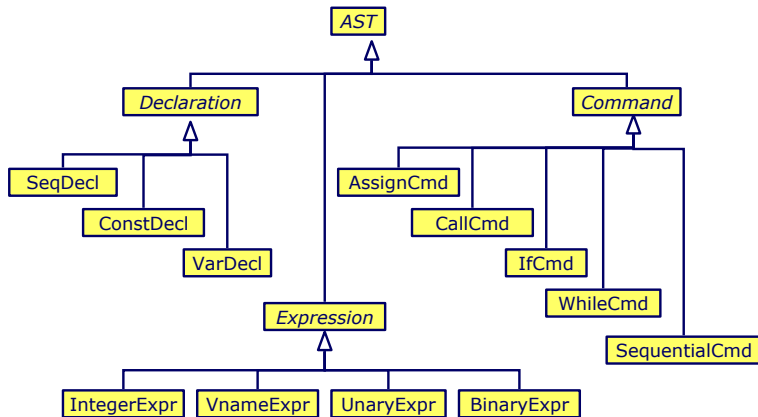 AST
Declaration
Command
SeqDecl
AssignCmd
ConstDecl
CallCmd
VarDecl
IfCmd
WhileCmd
Expression
SequentialCmd
IntegerExpr
VnameExpr
UnaryExpr
BinaryExpr